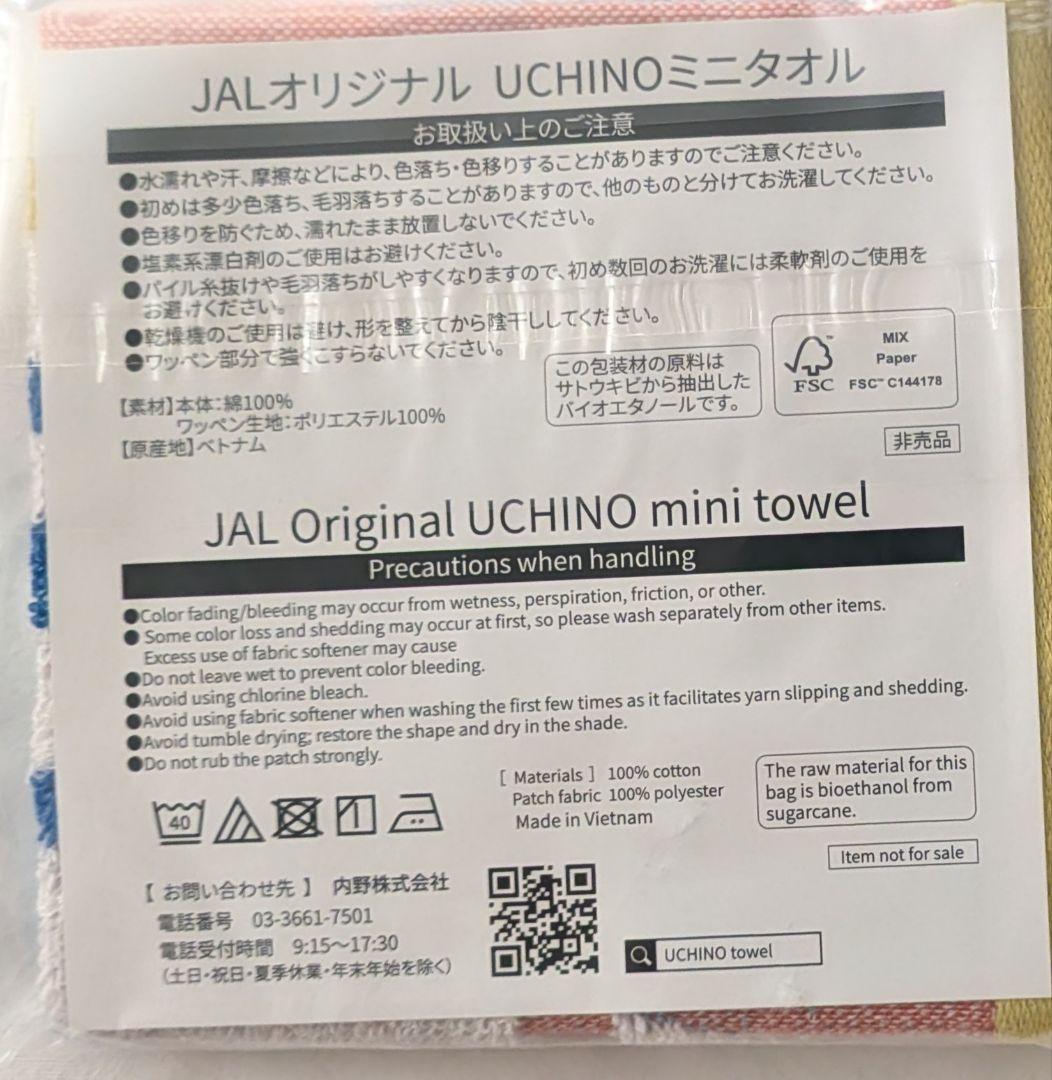 JALオリジナル UCHINOミニタオル
お取扱い上のご注意
●水濡れや汗、摩擦などにより、色落ち・色移りすることがありますのでご注意ください。
●初めは多少色落ち、毛羽落ちすることがありますので、他のものと分けてお洗濯してください。
●色移りを防ぐため、濡れたまま放置しないでください。
●塩素系漂白剤のご使用はお避けください。
●パイル糸抜けや毛羽落ちがしやすくなりますので、初め数回のお洗濯には柔軟剤のご使用を
お避けください。
●乾燥機のご使用は避け、形を整えてから陰干ししてください。
●ワッペン部分で強くこすらないてください。
【素材】本体:綿100%
ワッペン生地:ポリエステル100%
【原産地】ベトナム
この包装材の原料は
サトウキビから抽出した
バイオエタノールです。
FSC
MIX
Paper
FSC™ C144178
非売品
JAL Original UCHINO mini towel
Precautions when handling
●Color fading/bleeding may occur from wetness, perspiration, friction, or other.
● Some color loss and shedding may occur at first, so please wash separately from other items.
Excess use of fabric softener may cause
●Do not leave wet to prevent color bleeding.
●Avoid using chlorine bleach.
●Avoid using fabric softener when washing the first few times as it facilitates yarn slipping and shedding.
●Avoid tumble drying; restore the shape and dry in the shade.
●Do not rub the patch strongly.
40
[ Materials ] 100% cotton
Patch fabric 100% polyester
Made in Vietnam
The raw material for this
bag is bioethanol from
sugarcane.
Item not for sale
【 お問い合わせ先 】 内野株式会社
電話番号 03-3661-7501
電話受付時間 9:15～17:30
(土日・祝日・夏季休業・年末年始を除く)
UCHINO towel